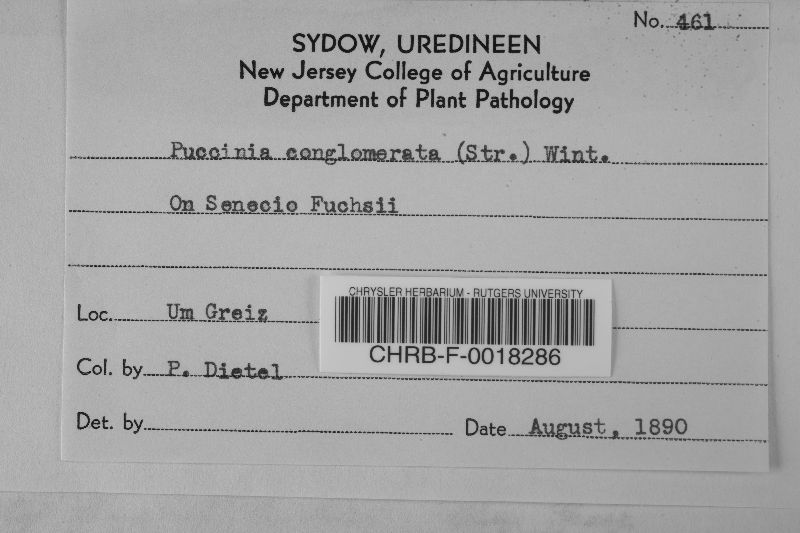 No. 461
SYDOW, UREDINEEN
New Jersey College of Agriculture
Department of Plant Pathology
Puccinia conglomerata (Str.) Wint.
On Senecio Fuchsii
CHRYSLER HERBARIUM - RUTGERS UNIVERSITY
Loc. Um Greiz
CHRB-F-0018286
Col. by P. Dietel
Det. by
Date August, 1890